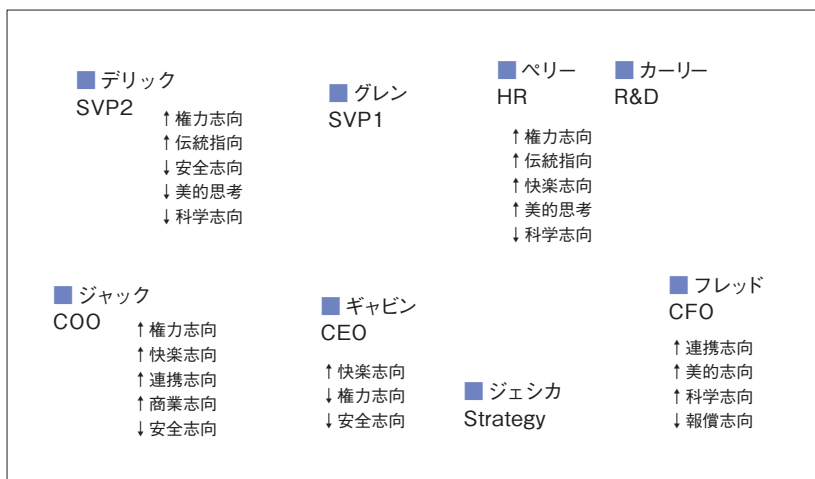 デリック
SVP2
↑権力志向
↑伝統指向
↓安全志向
↓美的思考
↓科学志向
グレン
SVP1
ペリー
HR
↑権力志向
↑伝統指向
↑快楽志向
↑美的思考
↓科学志向
カーリー
R&D
ジャック
COO
↑権力志向
↑快楽志向
↑連携志向
↑商業志向
↓安全志向
ギャビン
CEO
↑快楽志向
↓権力志向
↓安全志向
ジェシカ
Strategy
フレッド
CFO
↑連携志向
↑美的志向
↑科学志向
↓報償志向